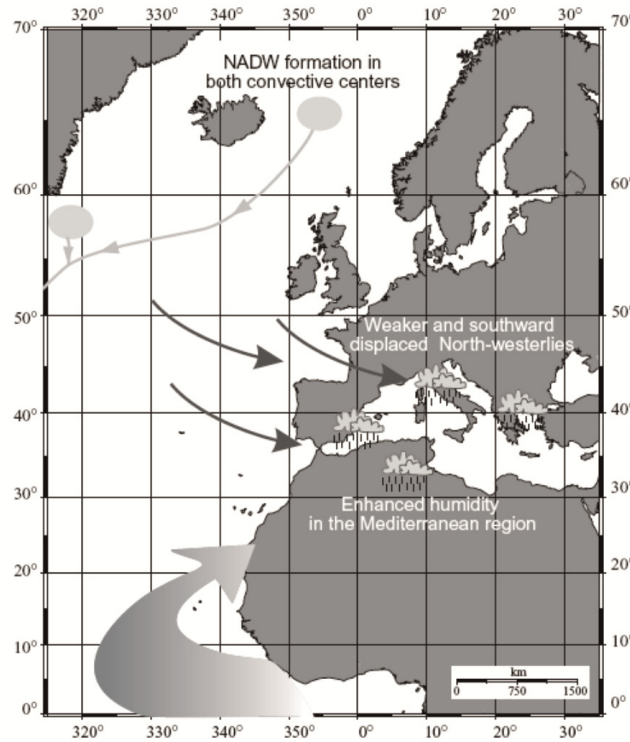 70°
70°
NADW formation in
both convective centers
60°
60°
50°
50°
Weaker and southward
displaced North-westerlies
40°
40°
30°
30°
Enhanced humidity
in the Mediterranean region
20°
20°
10°
10°
km
0 750 1500
0°
0°
320° 330° 340° 350° 0° 10° 20° 30°